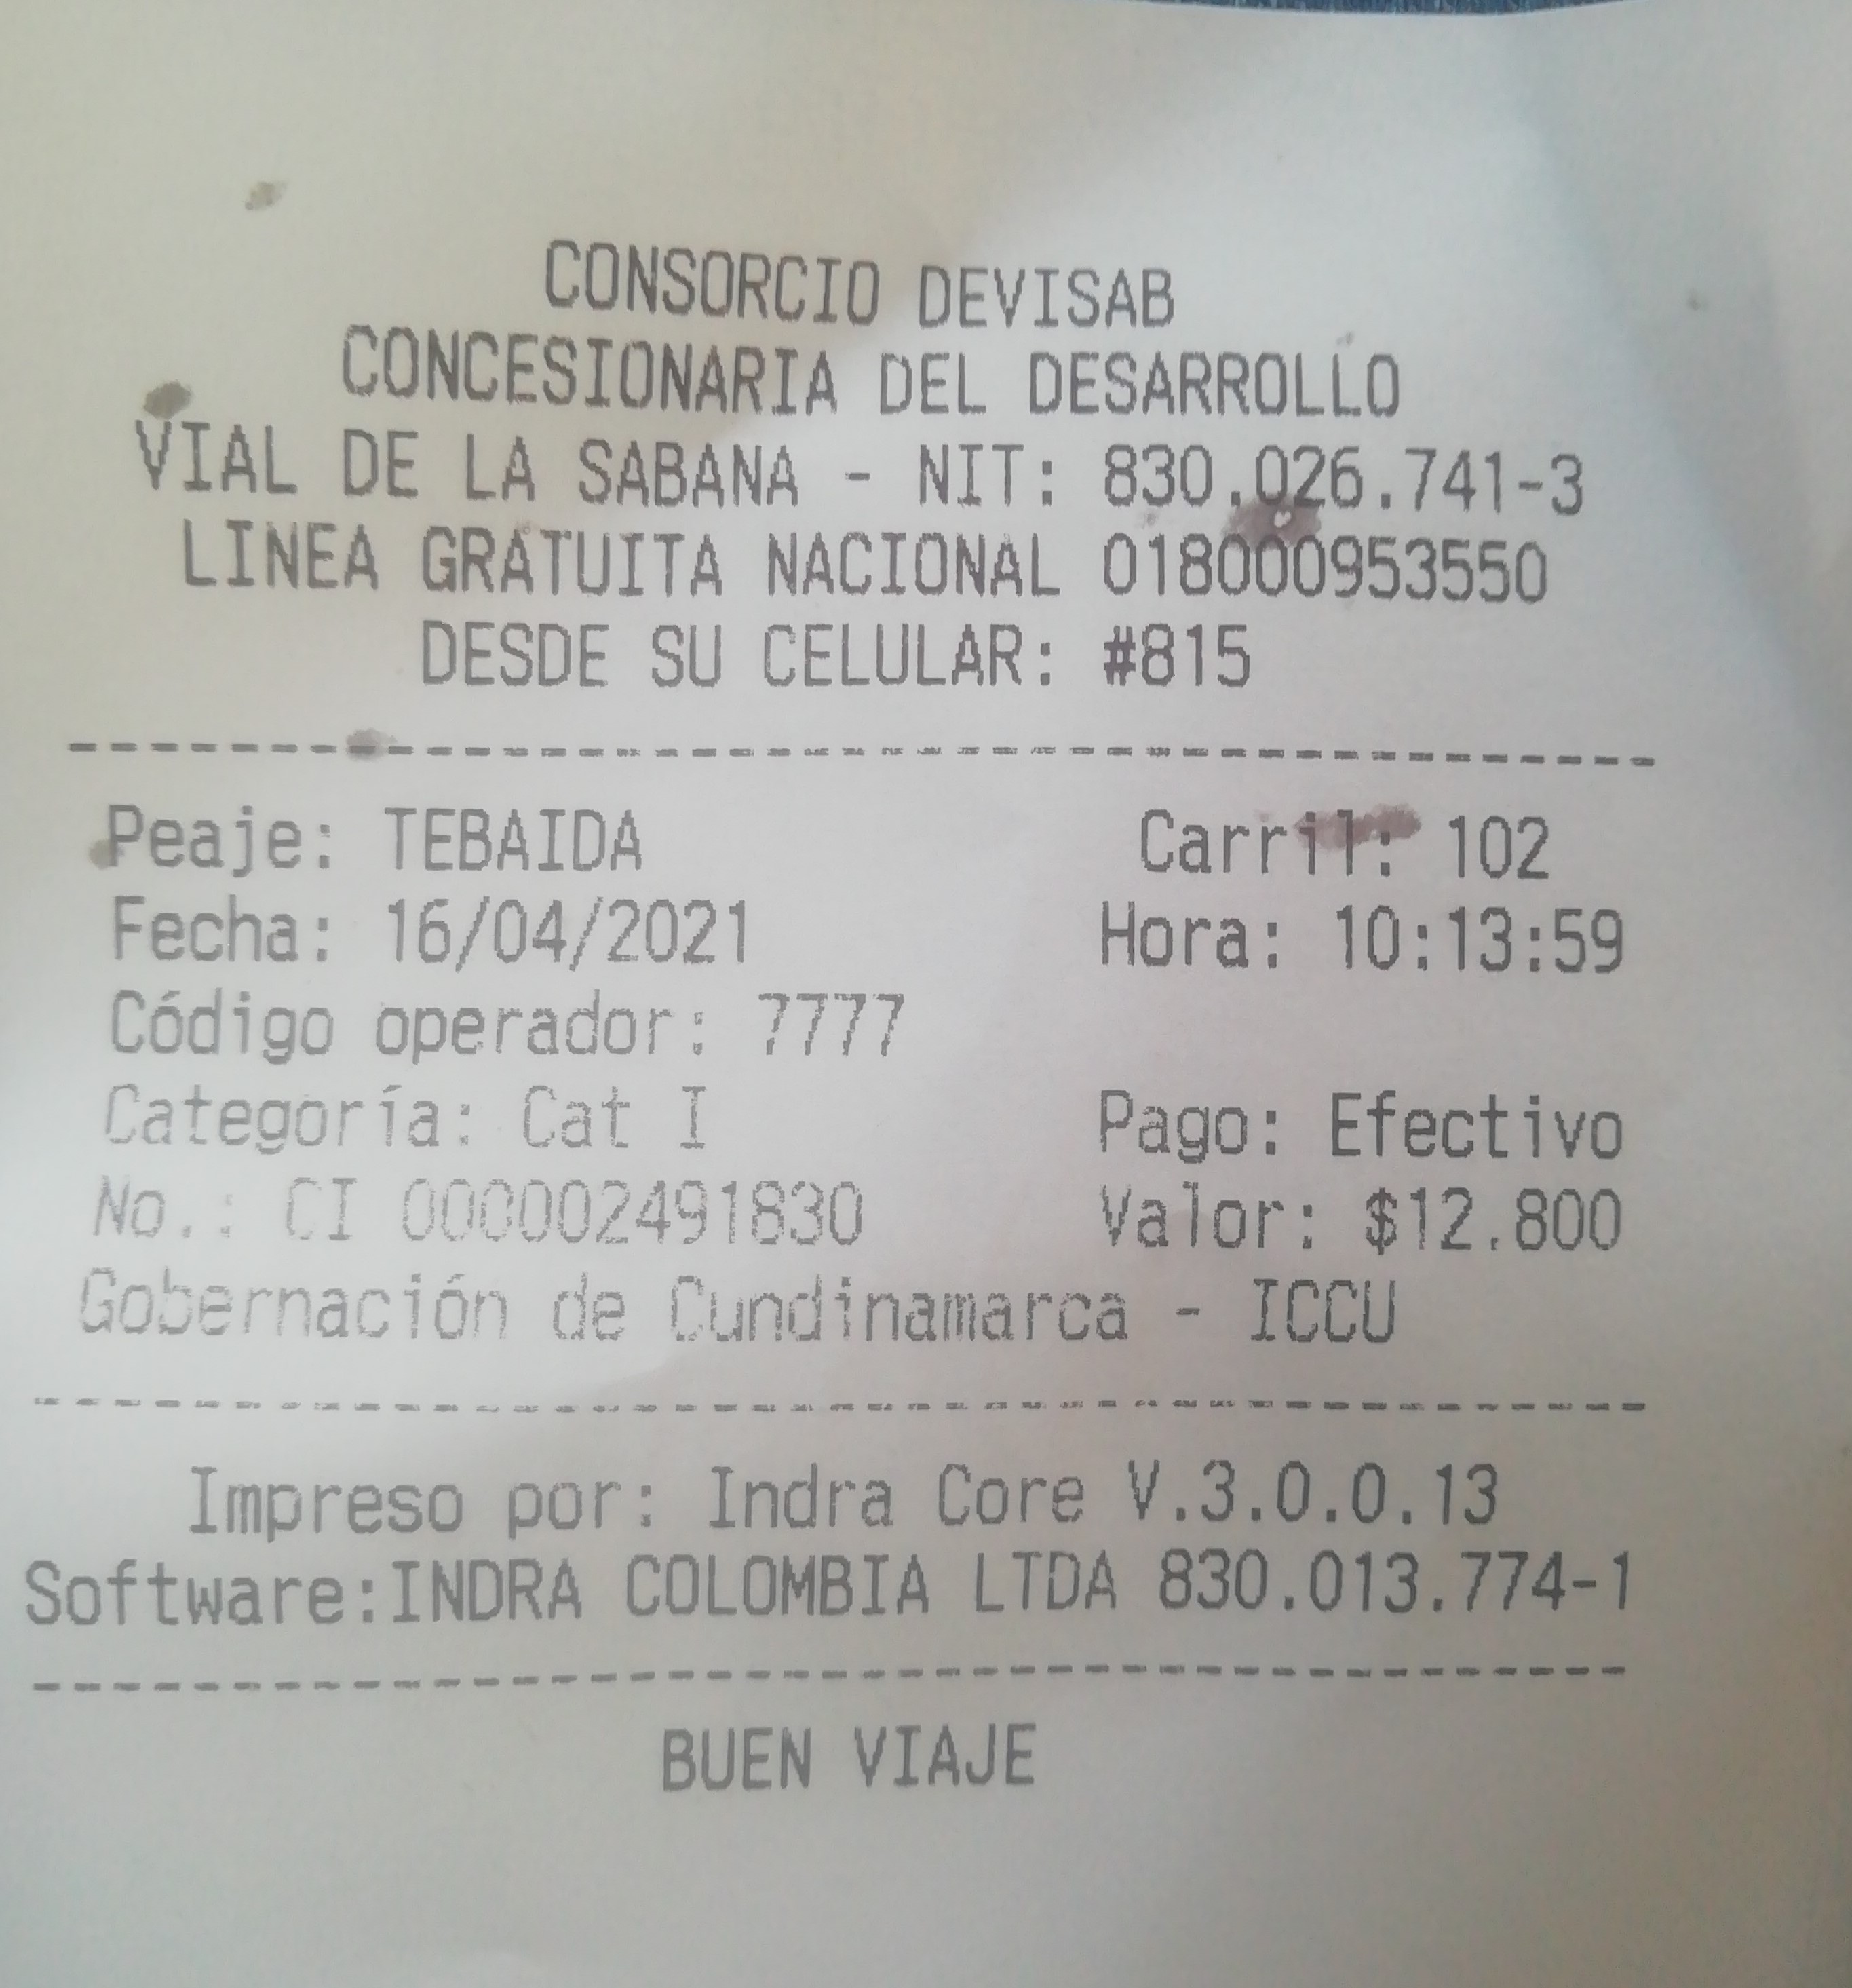 CONSORCIO DEVISAB
CONCESIONARIA DEL DESARROLLO
VIAL DE LA SABANA - NIT: 830.026.741-3
LINEA GRATUITA NACIONAL 018000953550
DESDE SU CELULAR: #815
Peaje: TEBAIDA Carril: 102
Fecha: 16/04/2021 Hora: 10:13:59
Código operador: 7777
Categoría: Cat I Pago: Efectivo
No.: CI 000002491830 Valor: $12.800
Gobernación de Cundinamarca - ICCU
Impreso por: Indra Core V.3.0.0.13
Software:INDRA COLOMBIA LTDA 830.013.774-1
BUEN VIAJE